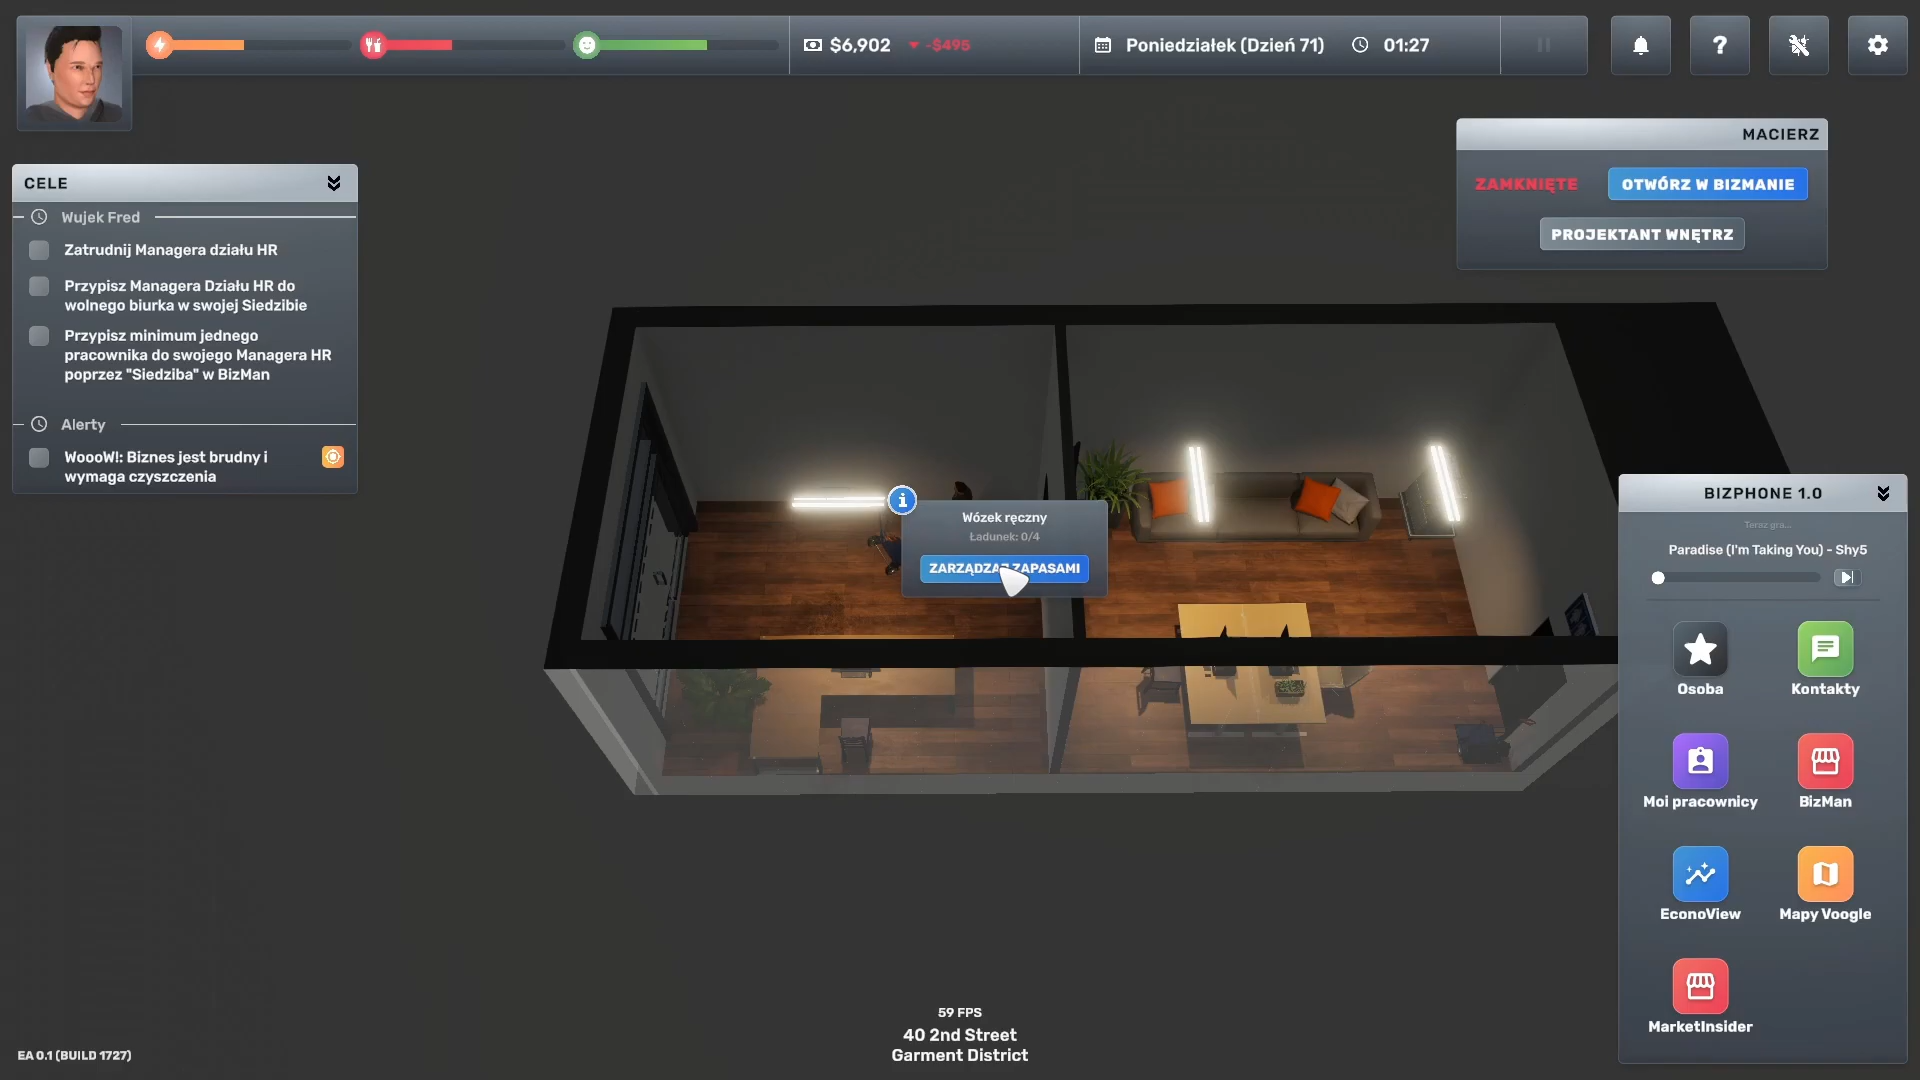 $6,902
-$495
Poniedziałek (Dzień 71)
01:27
?
MACIERZ
ZAMKNIĘTE
OTWÓRZ W BIZMANIE
PROJEKTANT WNĘTRZ
CELE
Wujek Fred
Zatrudnij Managera działu HR
Przypisz Managera Działu HR do
wolnego biurka w swojej Siedzibie
Przypisz minimum jednego
pracownika do swojego Managera HR
poprzez "Siedziba" w BizMan
Alerty
WoooW!: Biznes jest brudny i
wymaga czyszczenia
Wózek ręczny
Ładunek: 0/4
ZARZĄDZAJ ZAPASAMI
BIZPHONE 1.0
Teraz gra...
Paradise (I'm Taking You) - Shy5
Osoba
Kontakty
Moi pracownicy
BizMan
EconoView
Mapy Voogle
MarketInsider
59 FPS
40 2nd Street
Garment District
EA 0.1 (BUILD 1727)